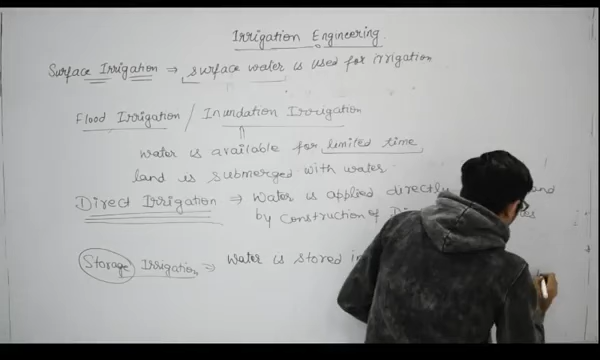 Irrigation Engineering.
Surface Irrigation ⇒ surface water is used for irrigation
Flood Irrigation / Inundation Irrigation
water is available for limited time
land is submerged with water.
Direct Irrigation ⇒ Water is applied directly
by Construction of
Storage Irrigation ⇒ Water is stored in